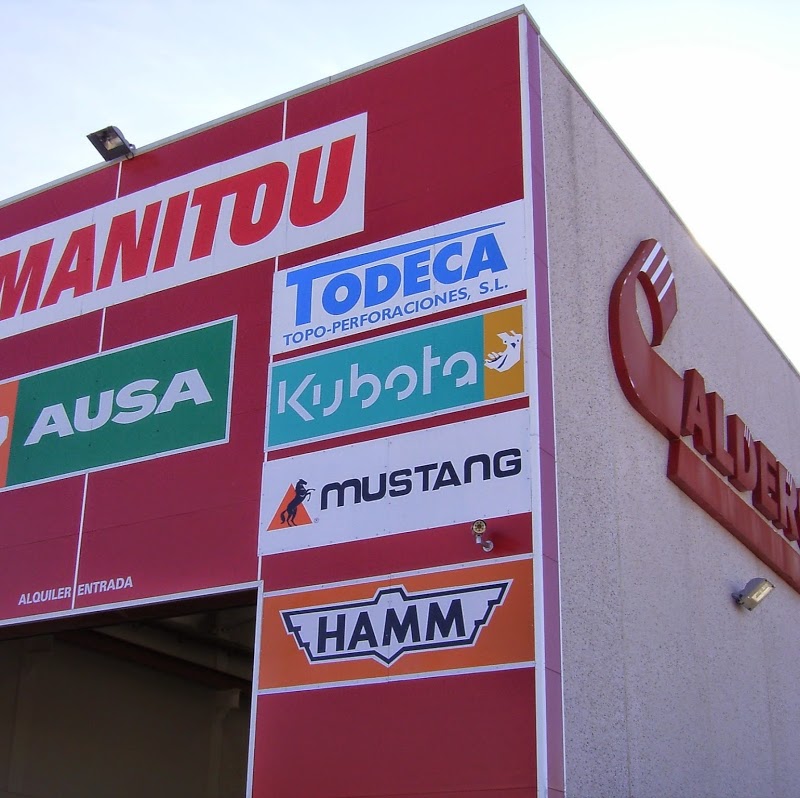 MANITOU
TODECA
TOPO-PERFORACIONES, S.L.
Kubota
AUSA
MUSTANG
HAMM
ALQUILER ENTRADA